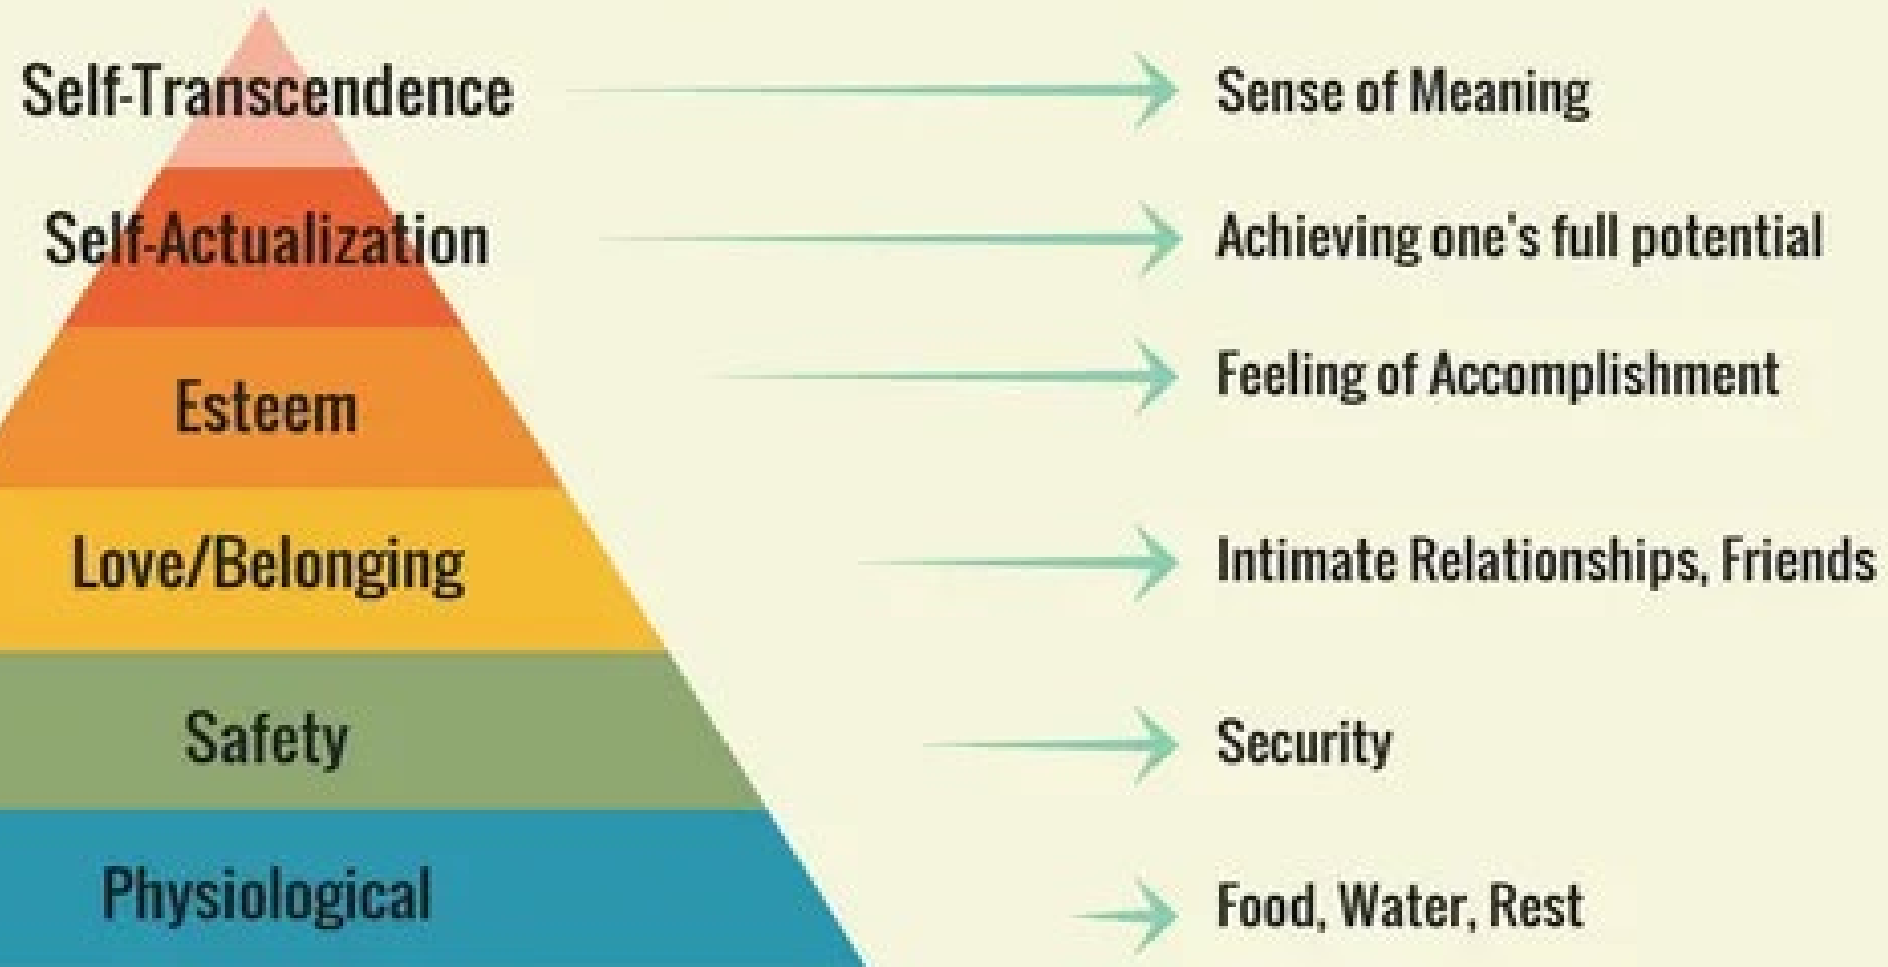 Self-Transcendence
Sense of Meaning
Self-Actualization
Achieving one's full potential
Esteem
Feeling of Accomplishment
Love/Belonging
Intimate Relationships, Friends
Safety
Security
Physiological
Food, Water, Rest